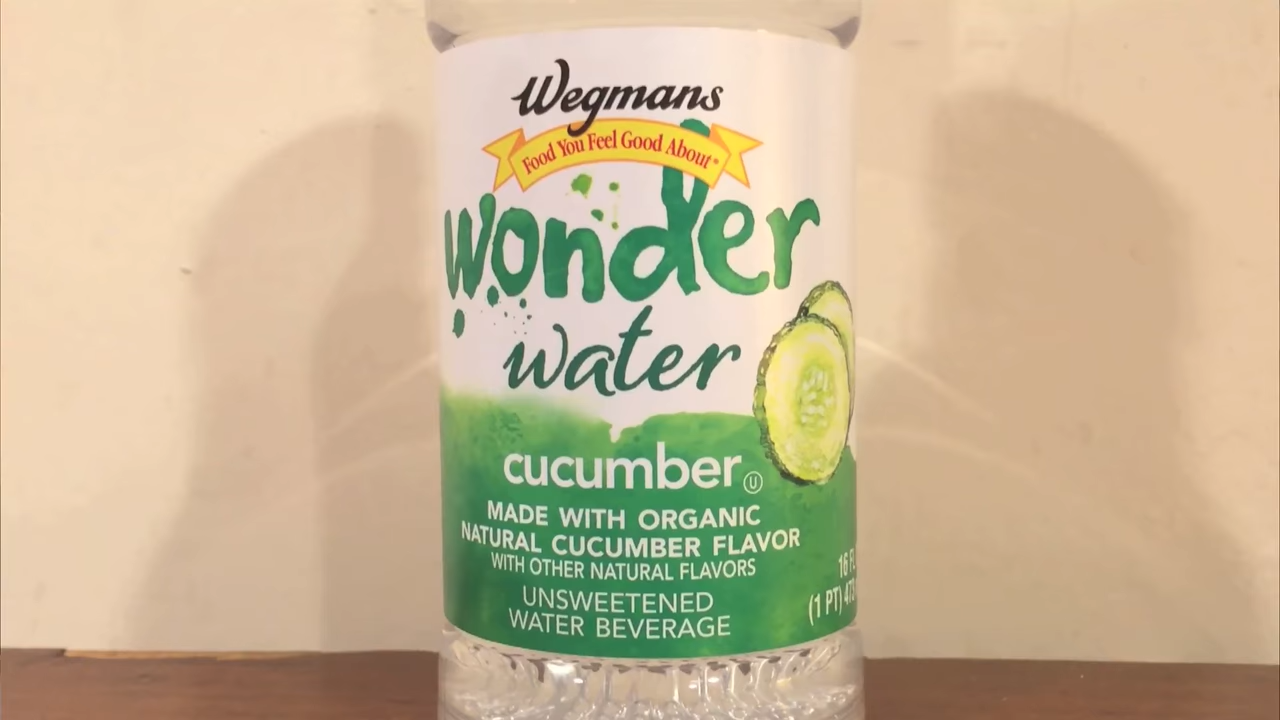 Wegmans
Food You Feel Good About®
wonder
water
cucumber U
MADE WITH ORGANIC
NATURAL CUCUMBER FLAVOR
WITH OTHER NATURAL FLAVORS
UNSWEETENED
WATER BEVERAGE
16 FL
(1 PT) 473